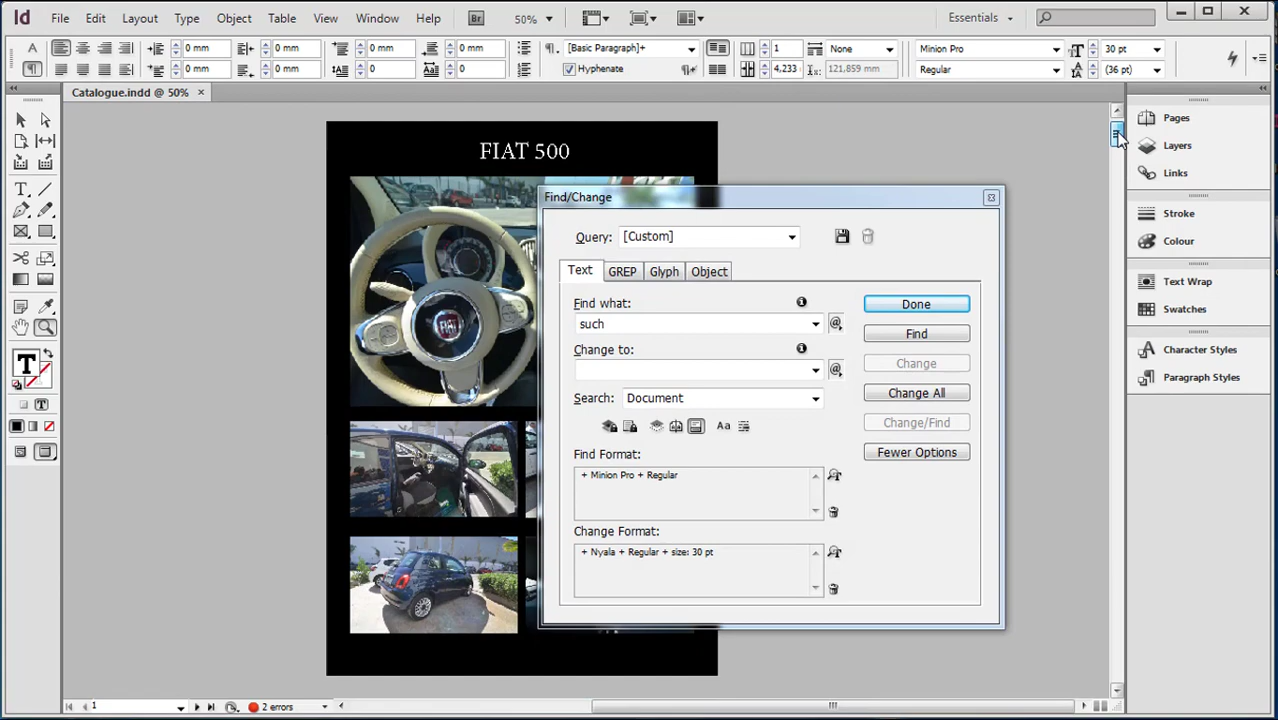 Id File Edit Layout Type Object Table View Window Help Br 50% Essentials
A 0 mm 0 mm 0 mm 0 mm [Basic Paragraph]+ 1 None Minion Pro 30 pt
0 mm 0 mm 0 0 Hyphenate 4,233 121,859 mm Regular (36 pt)
Catalogue.indd @ 50% ×
Pages
Layers
Links
Stroke
Colour
Text Wrap
Swatches
Character Styles
Paragraph Styles
FIAT 500
FIAT
Find/Change
Query: [Custom]
Text GREP Glyph Object
Find what:
such
Change to:
Search: Document
Aa
Find Format:
+ Minion Pro + Regular
Change Format:
+ Nyala + Regular + size: 30 pt
Done
Find
Change
Change All
Change/Find
Fewer Options
T
T
T
1 2 errors